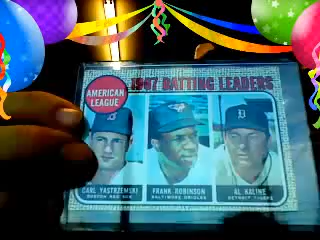 1967 BATTING LEADERS
AMERICAN
LEAGUE
CARL YASTRZEMSKI
BOSTON RED SOX
FRANK ROBINSON
BALTIMORE ORIOLES
AL KALINE
DETROIT TIGERS